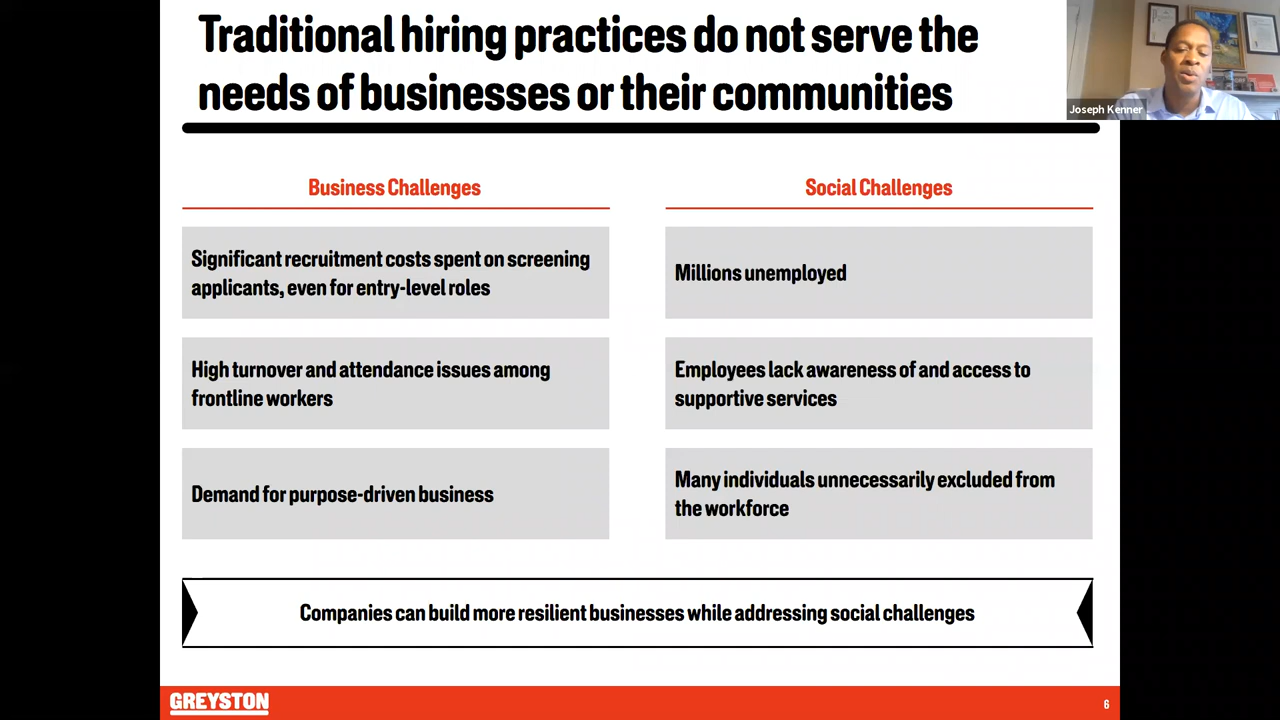 Traditional hiring practices do not serve the
needs of businesses or their communities
Joseph Kenner
Business Challenges
Significant recruitment costs spent on screening
applicants, even for entry-level roles
High turnover and attendance issues among
frontline workers
Demand for purpose-driven business
Social Challenges
Millions unemployed
Employees lack awareness of and access to
supportive services
Many individuals unnecessarily excluded from
the workforce
Companies can build more resilient businesses while addressing social challenges
GREYSTON
6